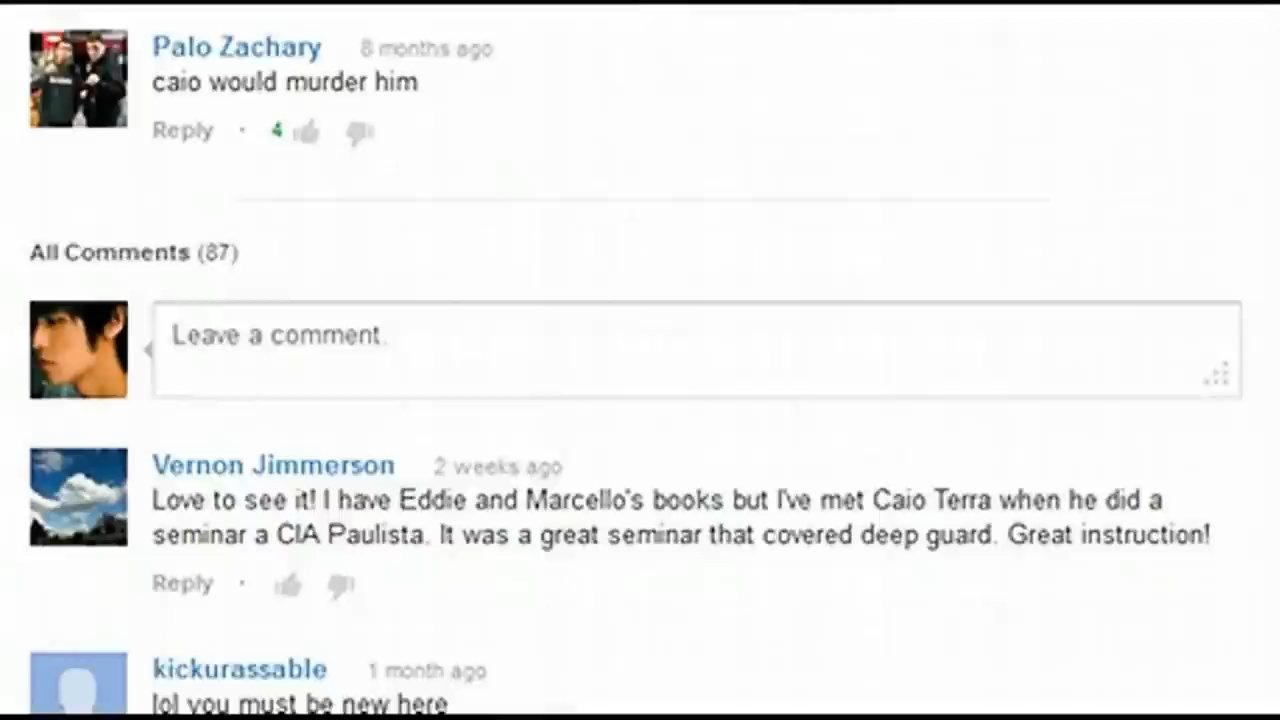 Palo Zachary 8 months ago
caio would murder him
Reply · 4
All Comments (87)
Leave a comment.
Vernon Jimmerson 2 weeks ago
Love to see it! I have Eddie and Marcello's books but I've met Caio Terra when he did a
seminar a CIA Paulista. It was a great seminar that covered deep guard. Great instruction!
Reply ·
kickurassable 1 month ago
lol you must be new here